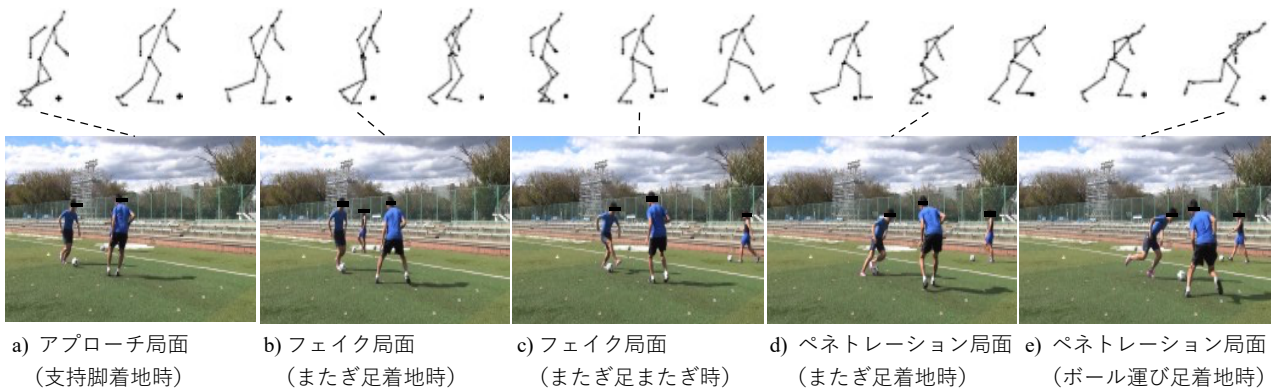 a) アプローチ局面
(支持脚着地時)
b) フェイク局面
(またぎ足着地時)
c) フェイク局面
(またぎ足またぎ時)
d) ペネトレーション局面
(またぎ足着地時)
e) ペネトレーション局面
(ボール運び足着地時)